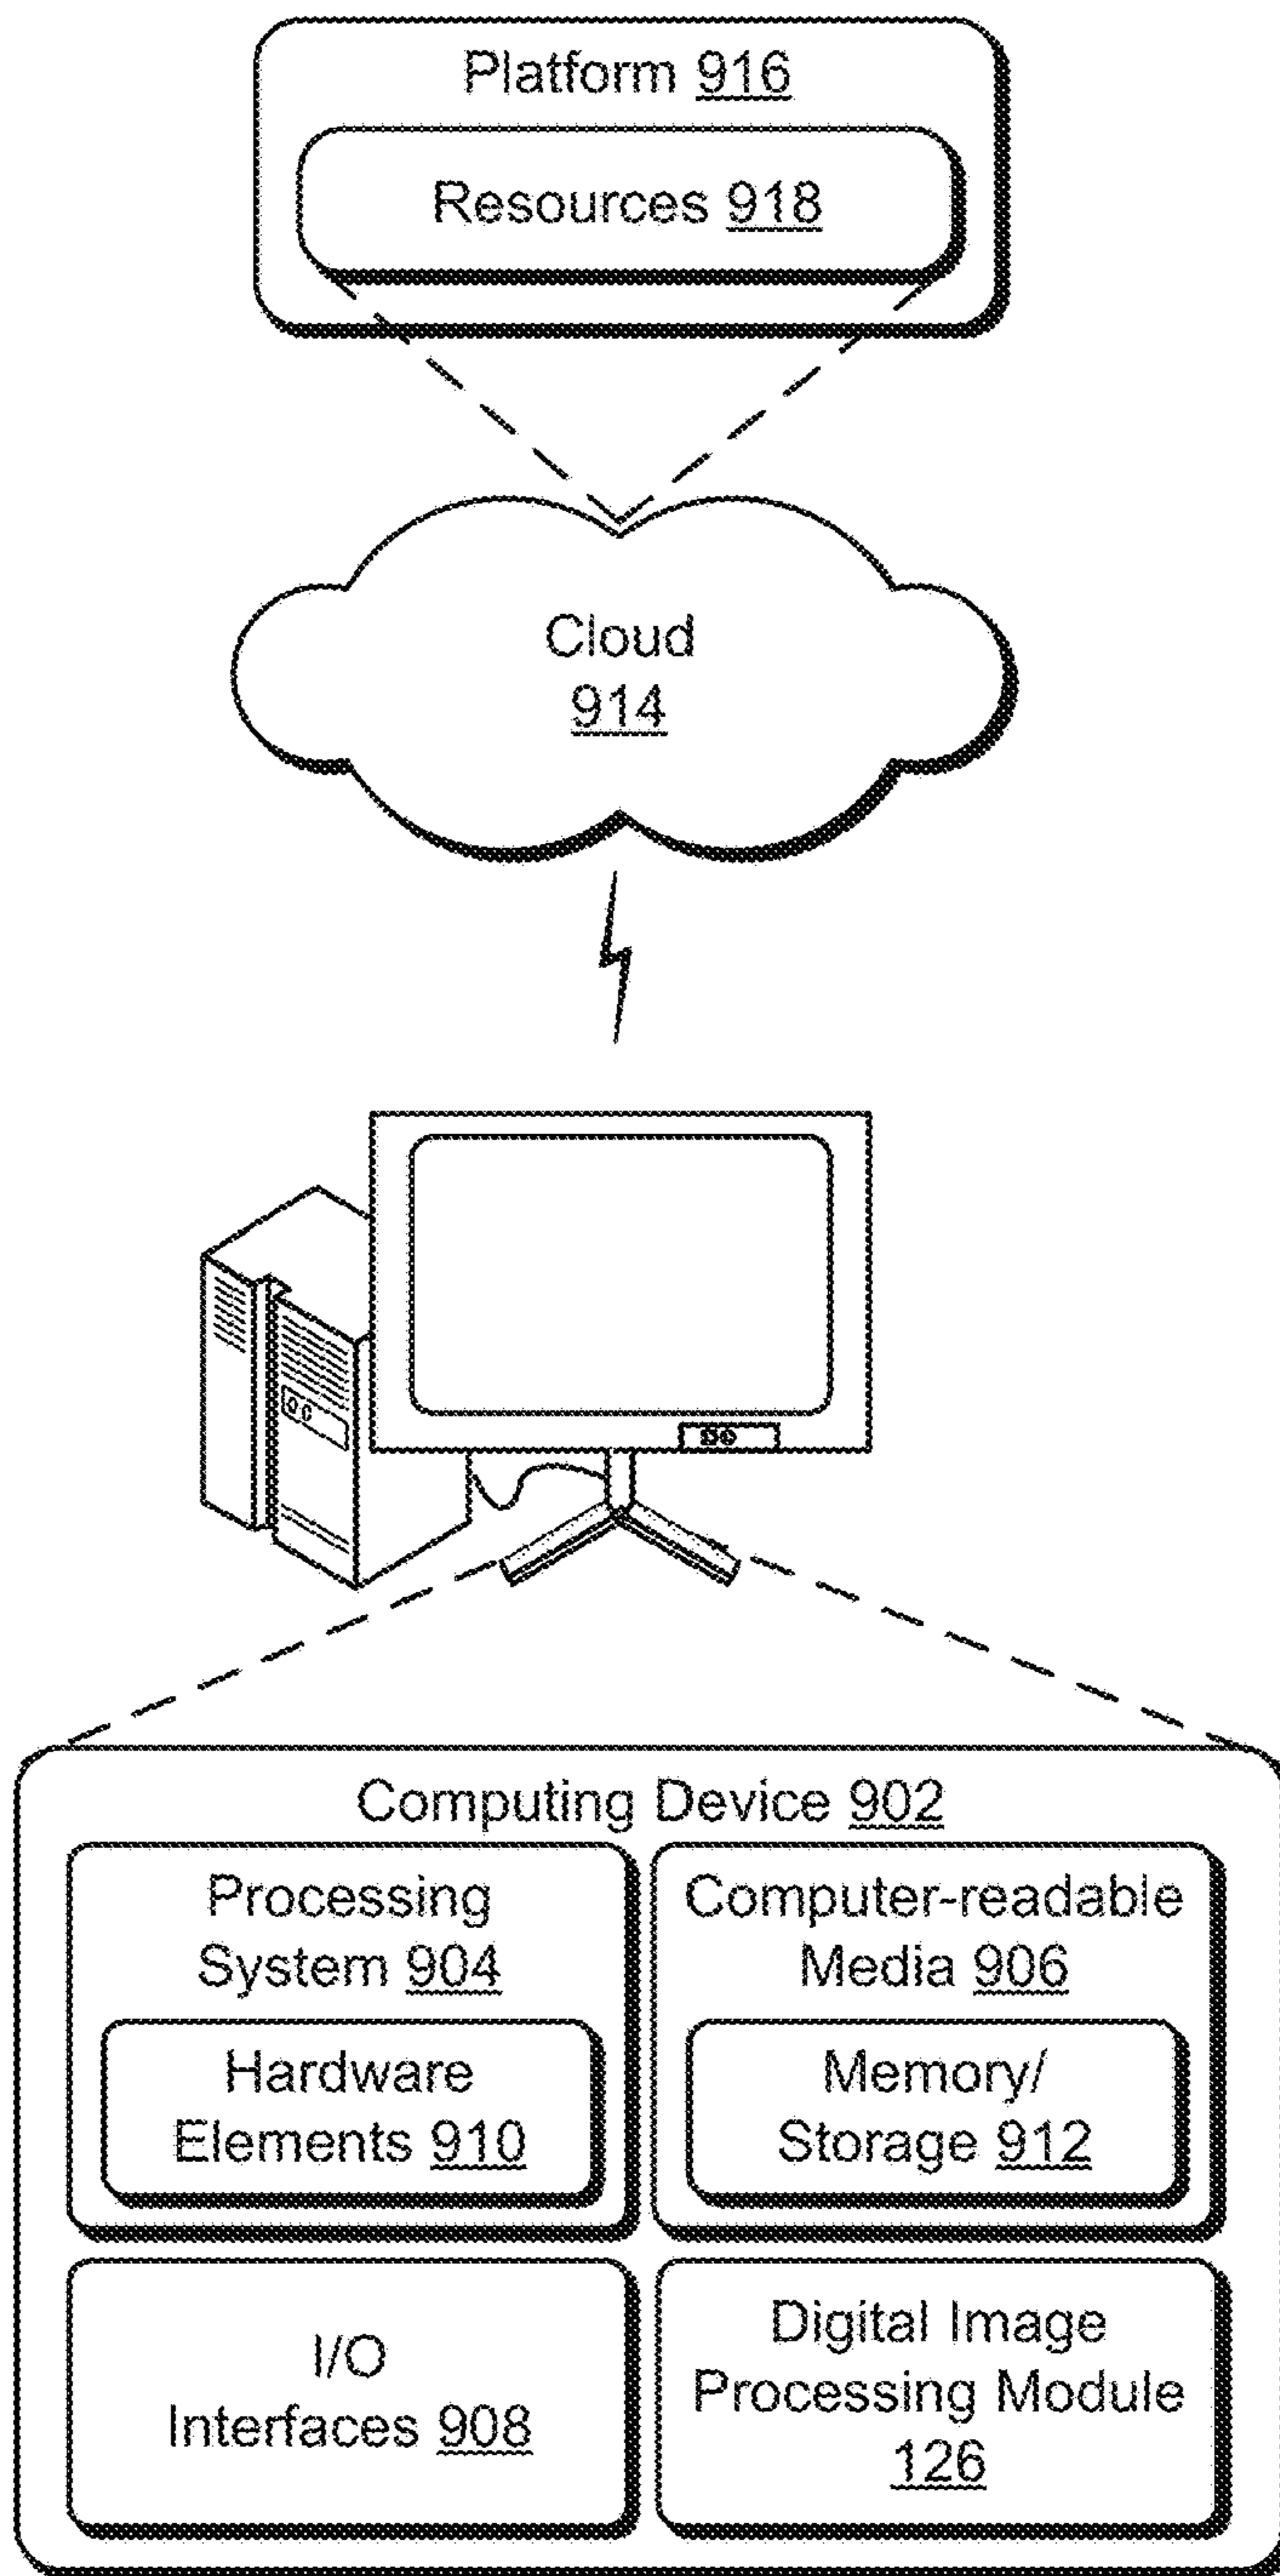 Platform 916
Resources 918
Cloud
914
Computing Device 902
Processing
System 904
Hardware
Elements 910
Computer-readable
Media 906
Memory/
Storage 912
I/O
Interfaces 908
Digital Image
Processing Module
126